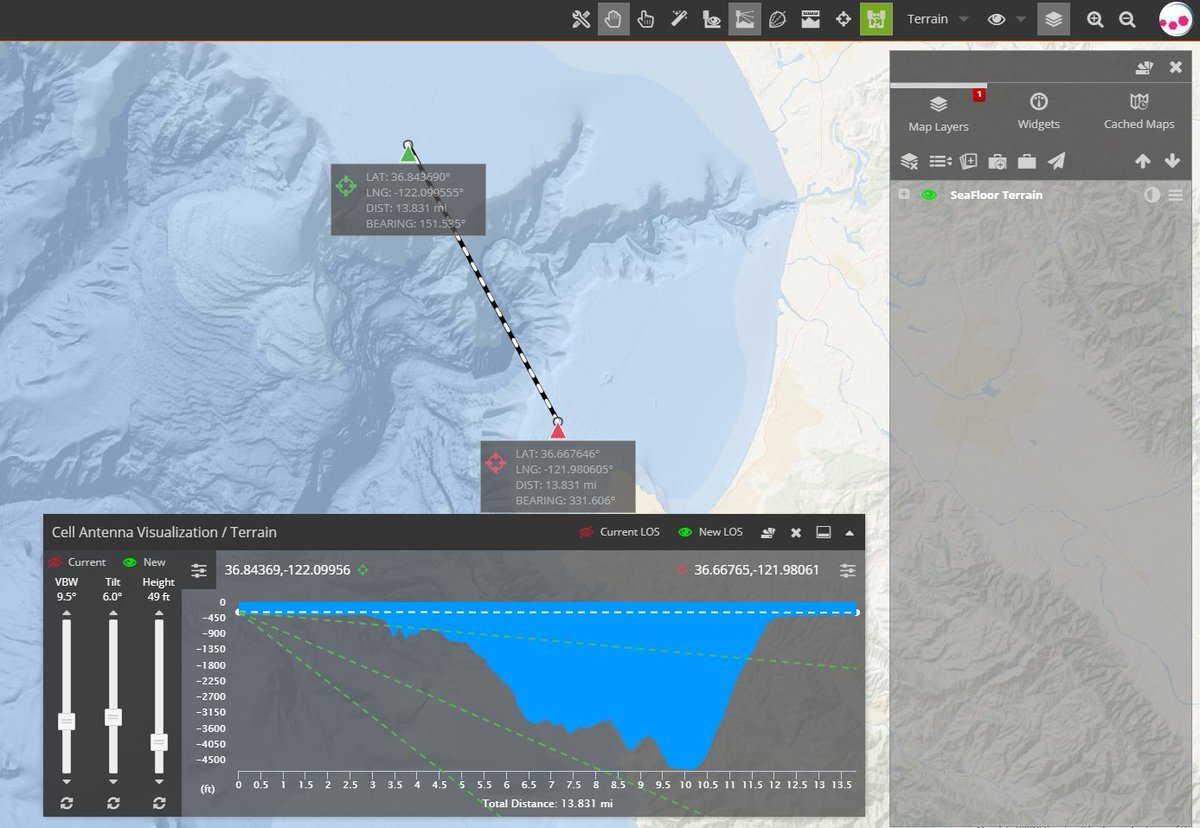 Terrain
1
Map Layers
Widgets
Cached Maps
SeaFloor Terrain
LAT: 36.843690°
LNG: -122.099555°
DIST: 13.831 mi
BEARING: 151.535°
LAT: 36.667646°
LNG: -121.980605°
DIST: 13.831 mi
BEARING: 331.606°
Cell Antenna Visualization / Terrain
Current LOS
New LOS
Current
New
VBW
Tilt
Height
9.5°
6.0°
49 ft
36.84369,-122.09956
36.66765,-121.98061
0
-450
-900
-1350
-1800
-2250
-2700
-3150
-3600
-4050
-4500
(ft)
0 0.5 1 1.5 2 2.5 3 3.5 4 4.5 5 5.5 6 6.5 7 7.5 8 8.5 9 9.5 10 10.5 11 11.5 12 12.5 13 13.5
Total Distance: 13.831 mi